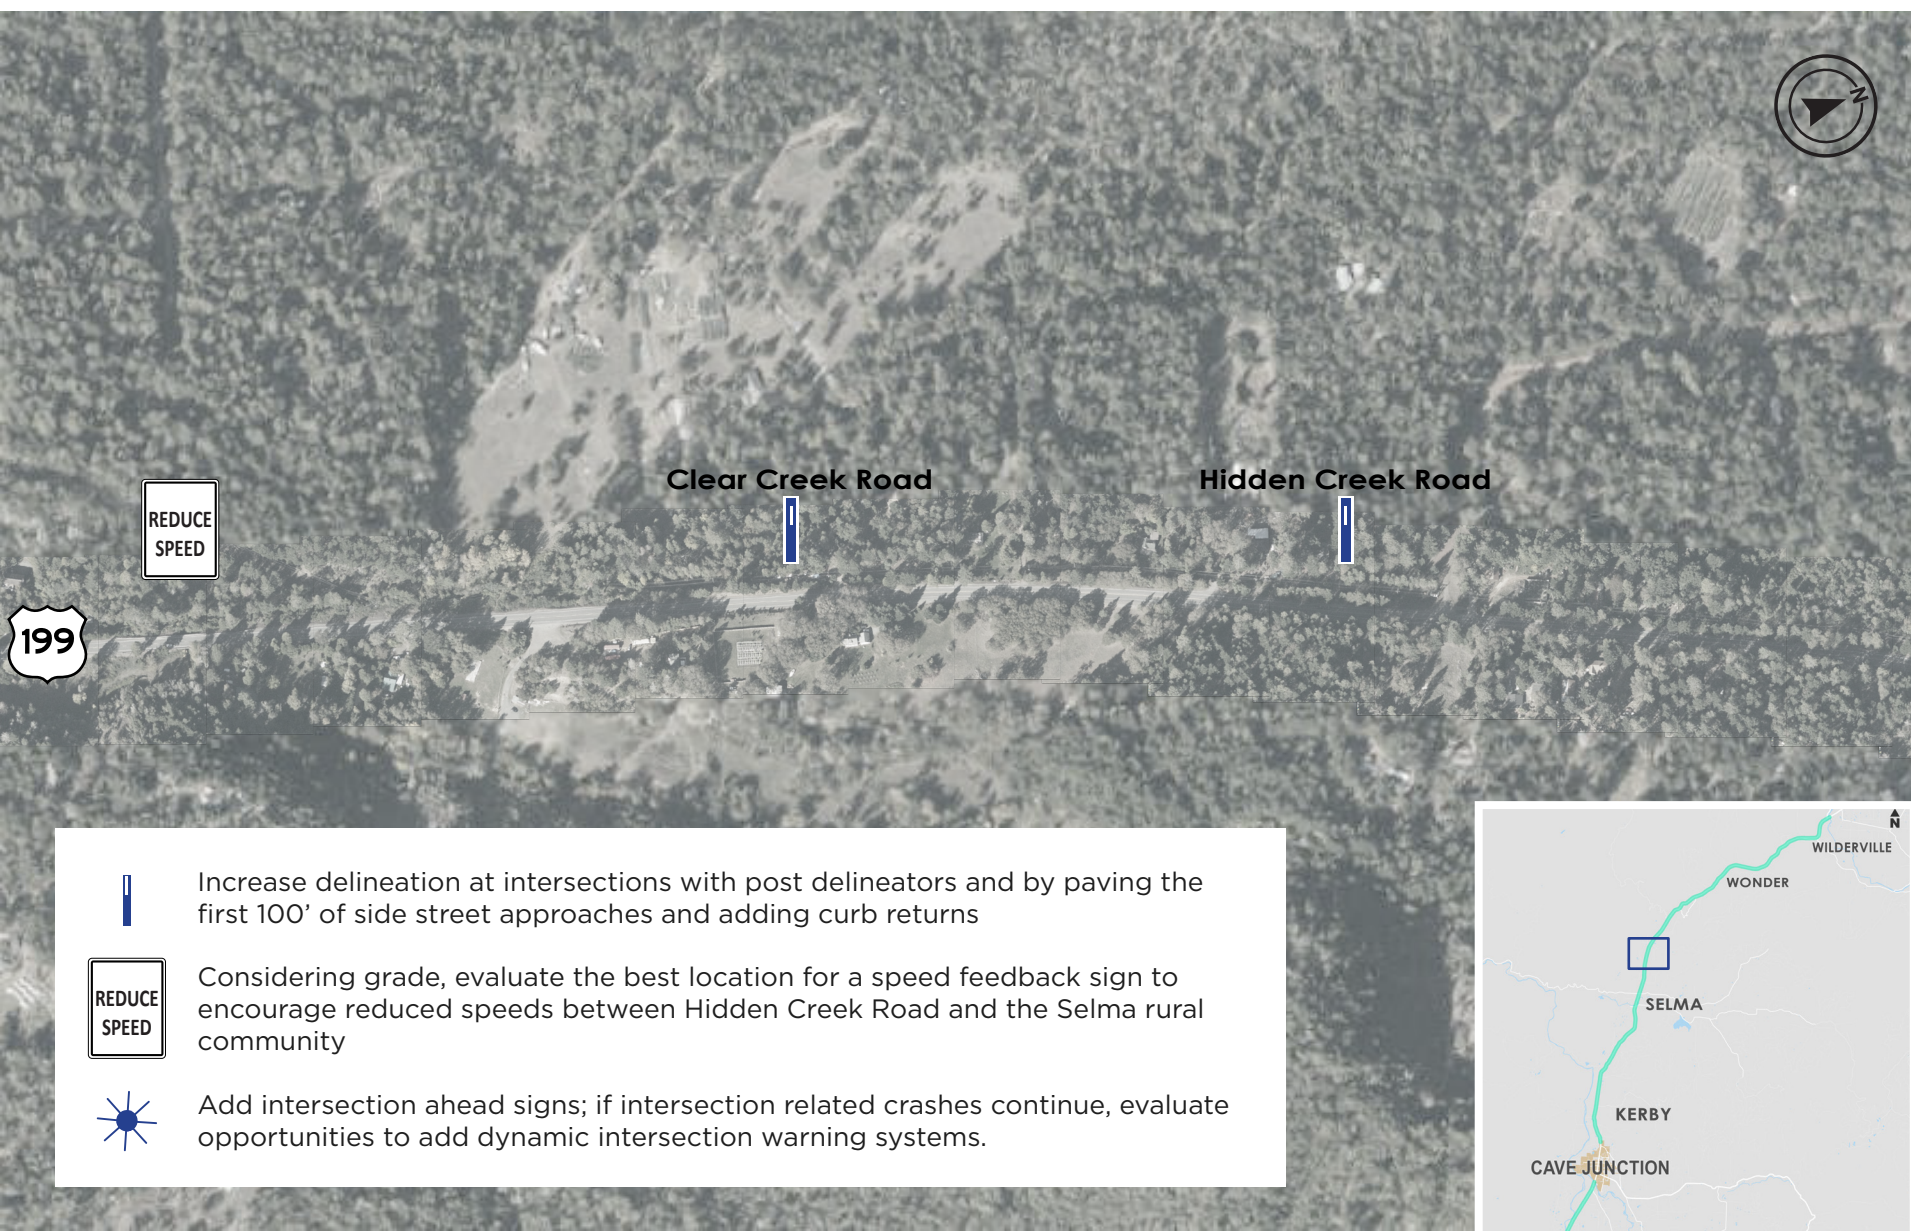 N
Clear Creek Road
Hidden Creek Road
REDUCE
SPEED
199
Increase delineation at intersections with post delineators and by paving the
first 100’ of side street approaches and adding curb returns
REDUCE
SPEED
Considering grade, evaluate the best location for a speed feedback sign to
encourage reduced speeds between Hidden Creek Road and the Selma rural
community
Add intersection ahead signs; if intersection related crashes continue, evaluate
opportunities to add dynamic intersection warning systems.
N
WILDERVILLE
WONDER
SELMA
KERBY
CAVE JUNCTION